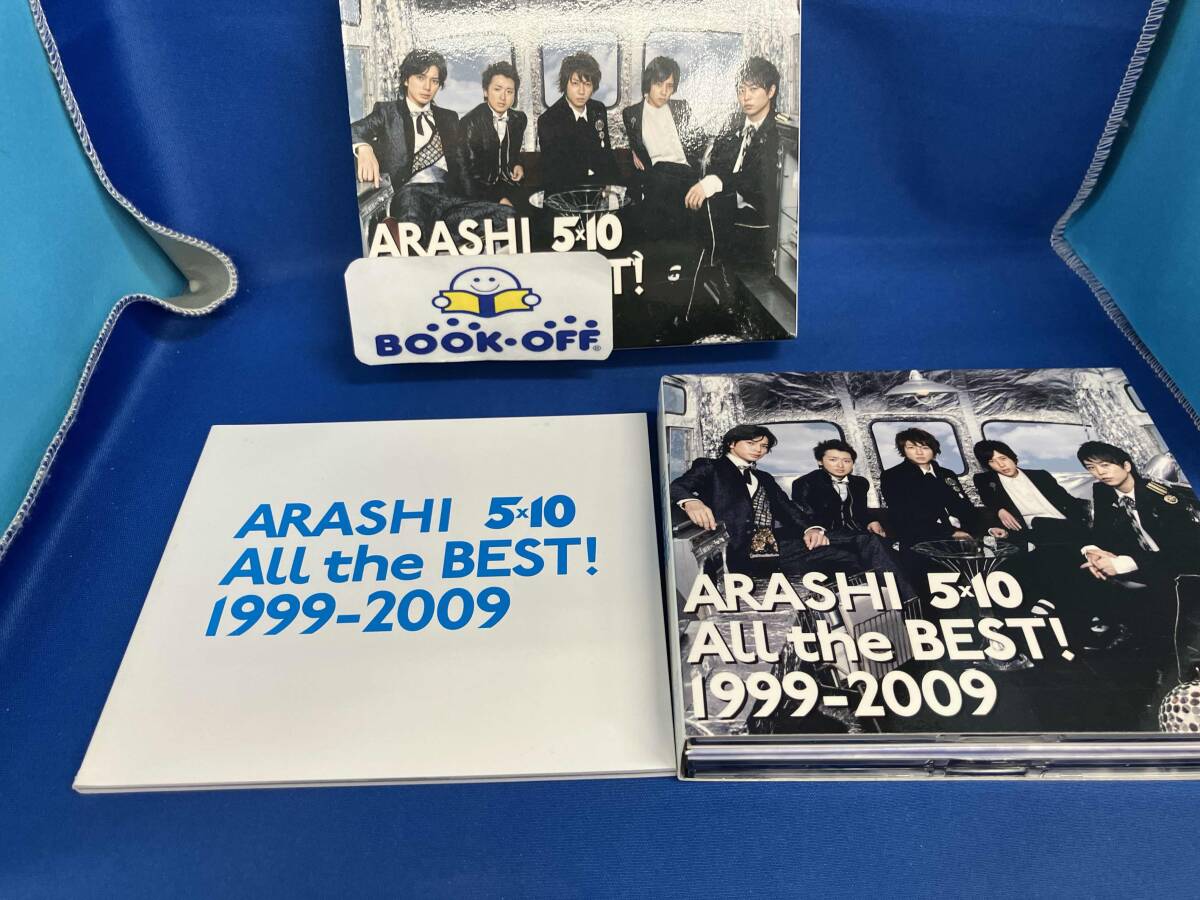 ARASHI 5×10
BEST!
BOOK·OFF®
ARASHI 5×10
All the BEST!
1999-2009
ARASHI 5×10
All the BEST!
1999-2009